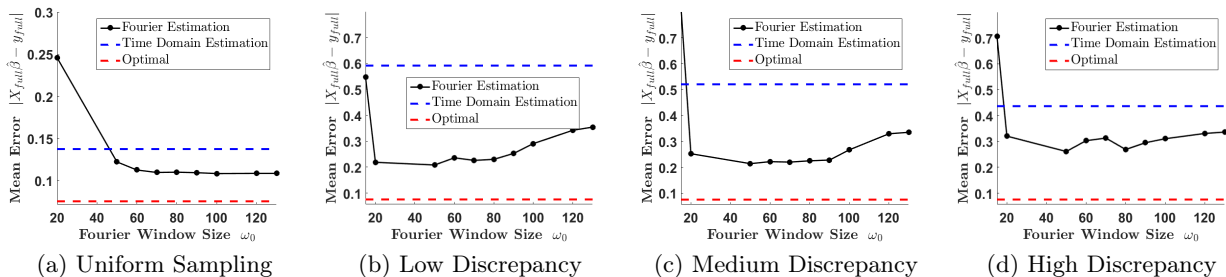 Mean Error |X_full β̂ − y_full|
0.3
0.25
0.2
0.15
0.1
20 40 60 80 100 120
Fourier Window Size ω₀
Fourier Estimation
Time Domain Estimation
Optimal
(a) Uniform Sampling
Mean Error |X_full β̂ − y_full|
0.7
0.6
0.5
0.4
0.3
0.2
0.1
20 40 60 80 100 120
Fourier Window Size ω₀
Fourier Estimation
Time Domain Estimation
Optimal
(b) Low Discrepancy
Mean Error |X_full β̂ − y_full|
0.7
0.6
0.5
0.4
0.3
0.2
0.1
20 40 60 80 100 120
Fourier Window Size ω₀
Fourier Estimation
Time Domain Estimation
Optimal
(c) Medium Discrepancy
Mean Error |X_full β̂ − y_full|
0.7
0.6
0.5
0.4
0.3
0.2
0.1
20 40 60 80 100 120
Fourier Window Size ω₀
Fourier Estimation
Time Domain Estimation
Optimal
(d) High Discrepancy